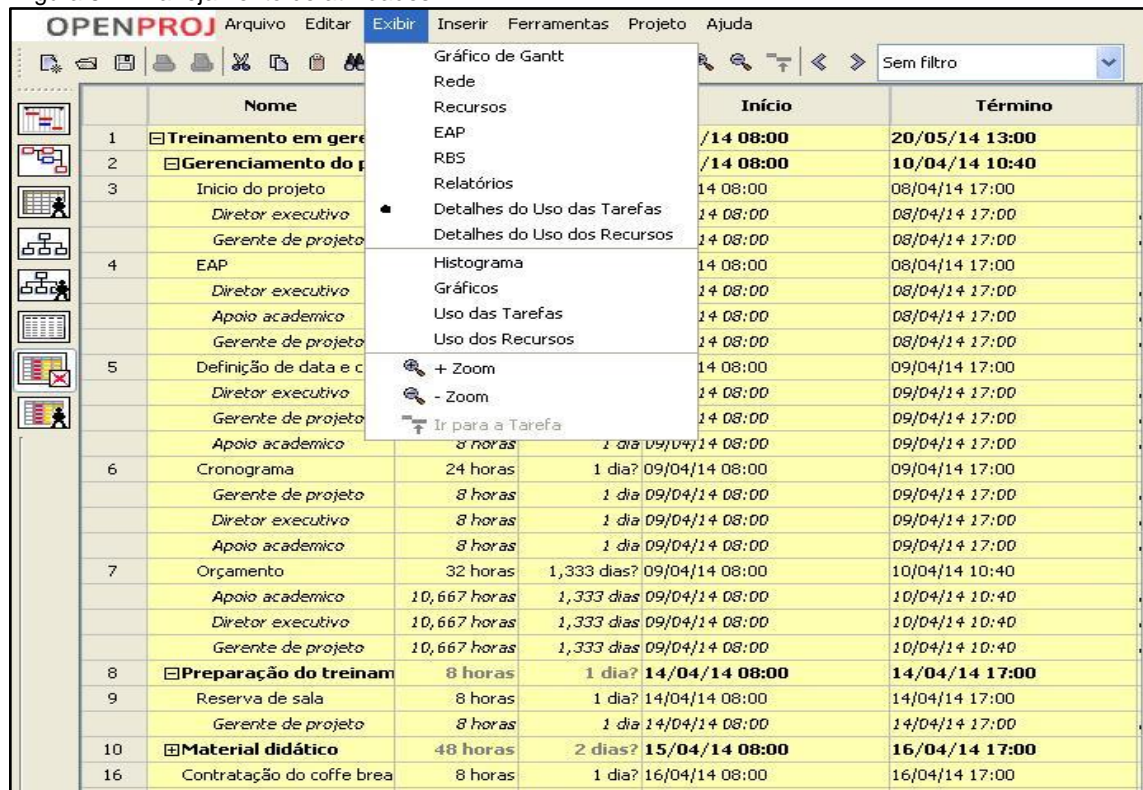 OPENPROJ Arquivo Editar Exibir Inserir Ferramentas Projeto Ajuda
Sem filtro
Gráfico de Gantt
Rede
Recursos
EAP
RBS
Relatórios
Detalhes do Uso das Tarefas
Detalhes do Uso dos Recursos
Histograma
Gráficos
Uso das Tarefas
Uso dos Recursos
+ Zoom
- Zoom
Ir para a Tarefa
Nome Início Término
1 Treinamento em gere /14 08:00 20/05/14 13:00
2 Gerenciamento do p /14 08:00 10/04/14 10:40
3 Inicio do projeto 14 08:00 08/04/14 17:00
Diretor executivo 14 08:00 08/04/14 17:00
Gerente de projeto 14 08:00 08/04/14 17:00
4 EAP 14 08:00 08/04/14 17:00
Diretor executivo 14 08:00 08/04/14 17:00
Apoio academico 14 08:00 08/04/14 17:00
Gerente de projeto 14 08:00 08/04/14 17:00
5 Definição de data e c 14 08:00 09/04/14 17:00
Diretor executivo 14 08:00 09/04/14 17:00
Gerente de projeto 14 08:00 09/04/14 17:00
Apoio academico 8 horas 1 dia 09/04/14 08:00 09/04/14 17:00
6 Cronograma 24 horas 1 dia? 09/04/14 08:00 09/04/14 17:00
Gerente de projeto 8 horas 1 dia 09/04/14 08:00 09/04/14 17:00
Diretor executivo 8 horas 1 dia 09/04/14 08:00 09/04/14 17:00
Apoio academico 8 horas 1 dia 09/04/14 08:00 09/04/14 17:00
7 Orçamento 32 horas 1,333 dias? 09/04/14 08:00 10/04/14 10:40
Apoio academico 10,667 horas 1,333 dias 09/04/14 08:00 10/04/14 10:40
Diretor executivo 10,667 horas 1,333 dias 09/04/14 08:00 10/04/14 10:40
Gerente de projeto 10,667 horas 1,333 dias 09/04/14 08:00 10/04/14 10:40
8 Preparação do treinam 8 horas 1 dia? 14/04/14 08:00 14/04/14 17:00
9 Reserva de sala 8 horas 1 dia? 14/04/14 08:00 14/04/14 17:00
Gerente de projeto 8 horas 1 dia 14/04/14 08:00 14/04/14 17:00
10 Material didático 48 horas 2 dias? 15/04/14 08:00 16/04/14 17:00
16 Contratação do coffe brea 8 horas 1 dia? 16/04/14 08:00 16/04/14 17:00